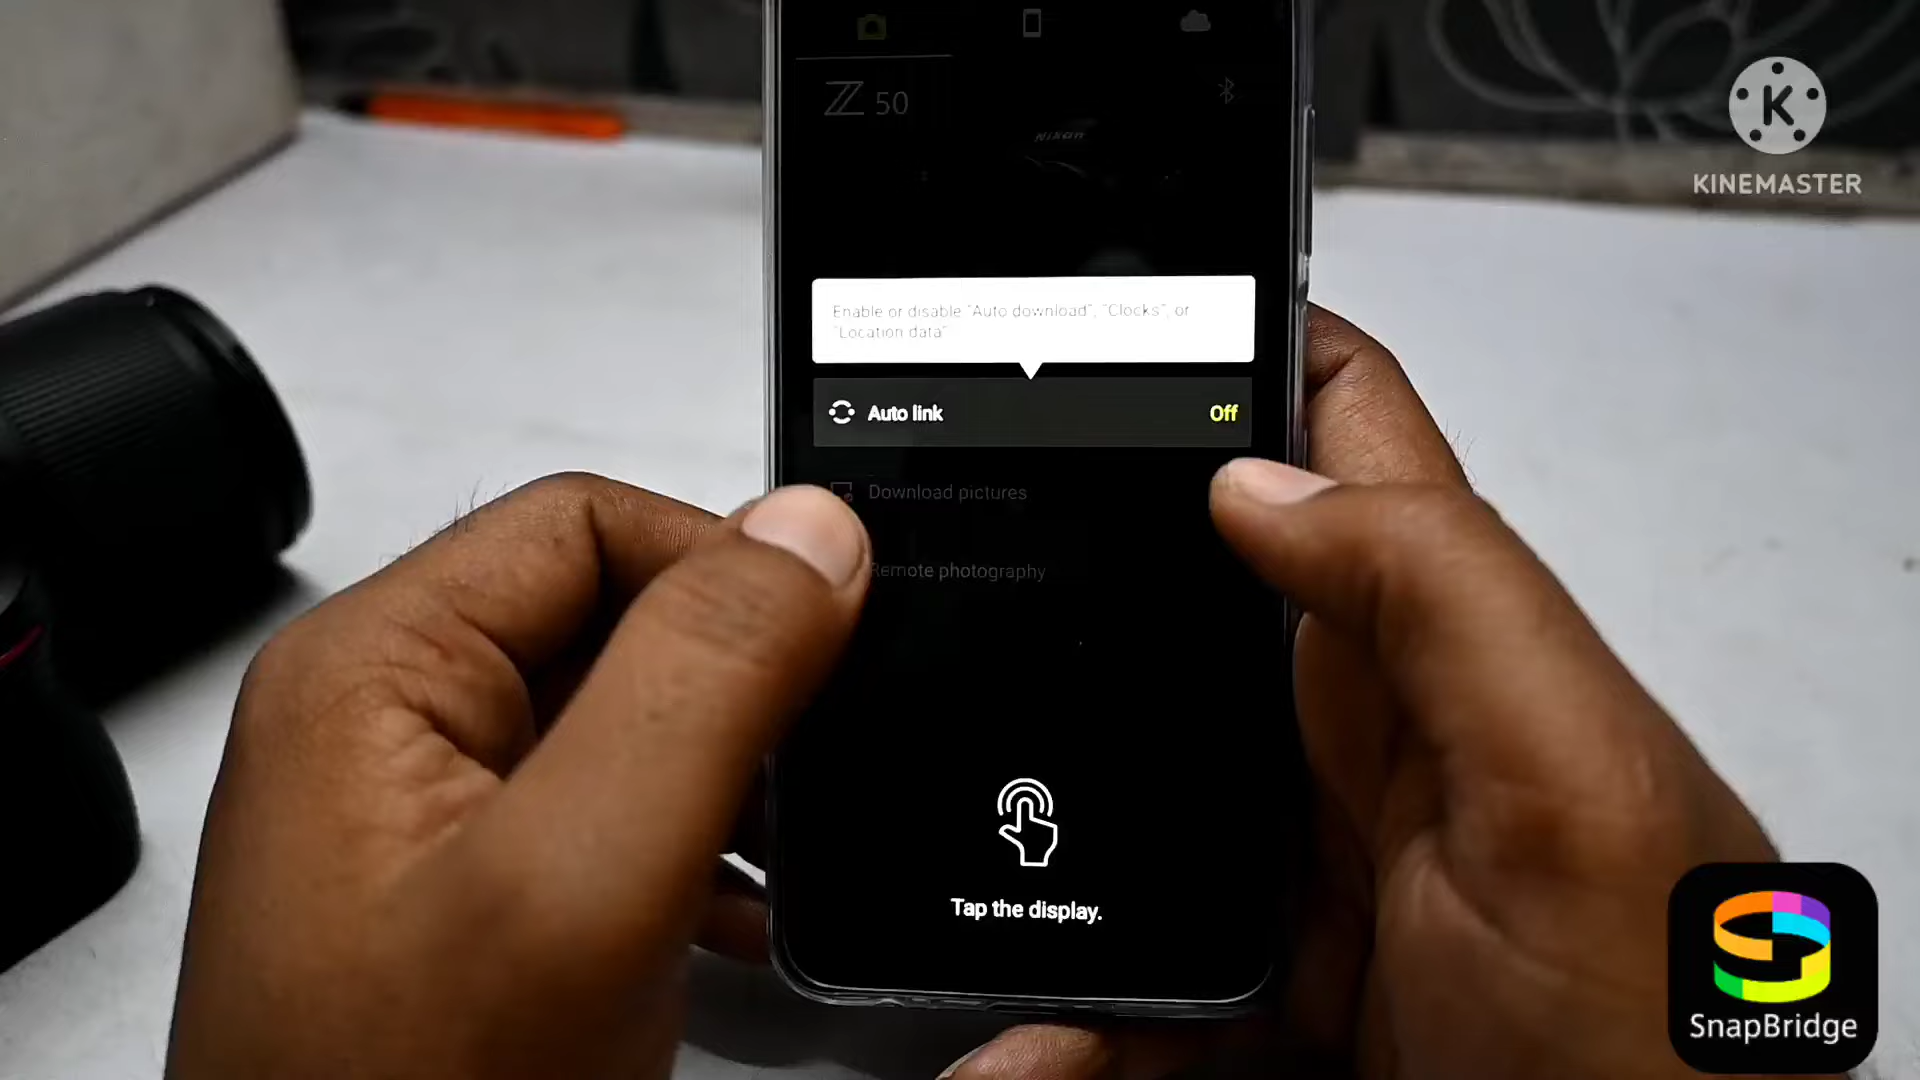 Z 50
Nikon
Enable or disable "Auto download", "Clocks", or
"Location data"
Auto link
Off
Download pictures
Remote photography
Tap the display.
K
KINEMASTER
SnapBridge